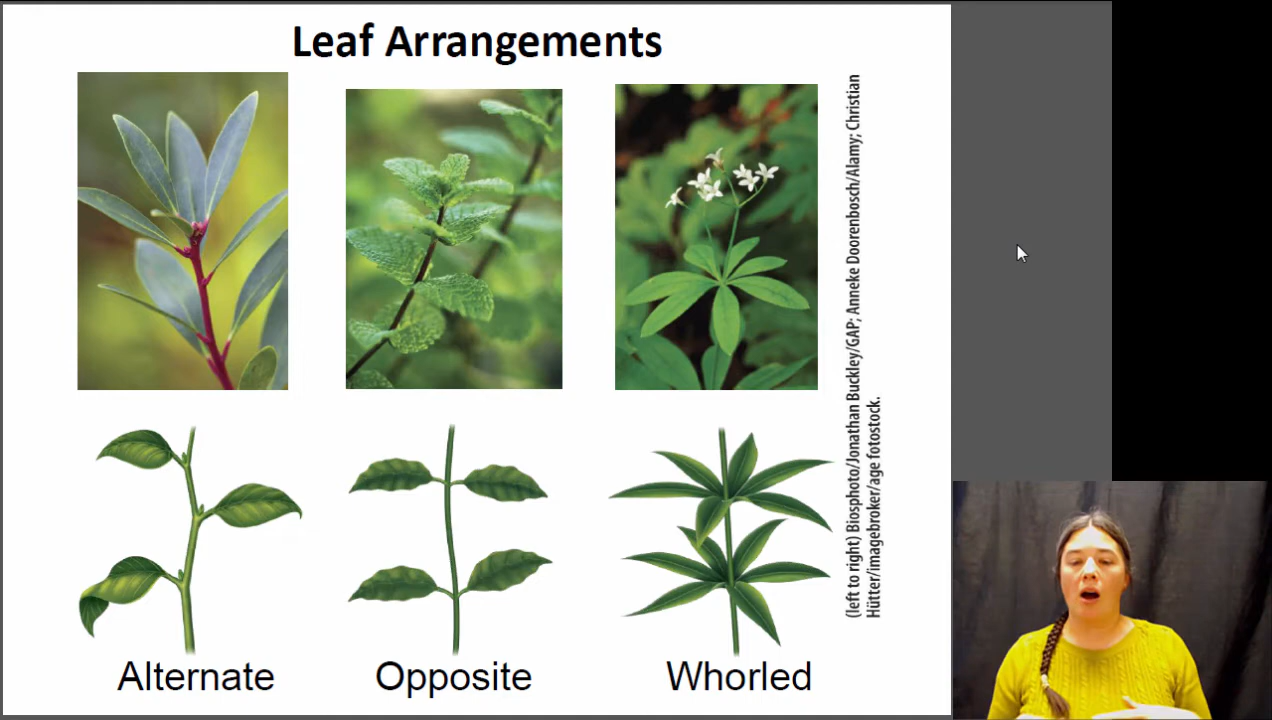 Leaf Arrangements
(left to right) Biosphoto/Jonathan Buckley/GAP; Anneke Doorenbosch/Alamy; Christian
Hütter/imagebroker/age fotostock.
Alternate
Opposite
Whorled